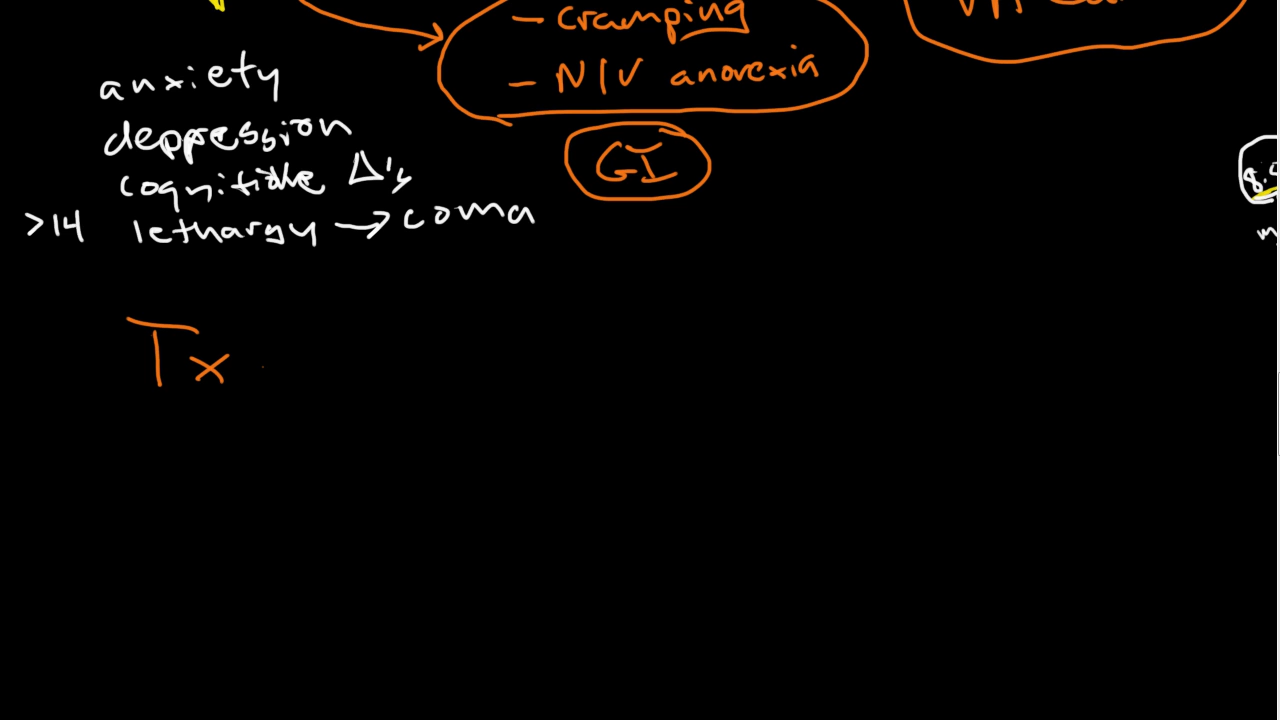 - cramping
- N/V anorexia
GI
anxiety
depression
cognitive Δ's
>14 lethargy → coma
Tx